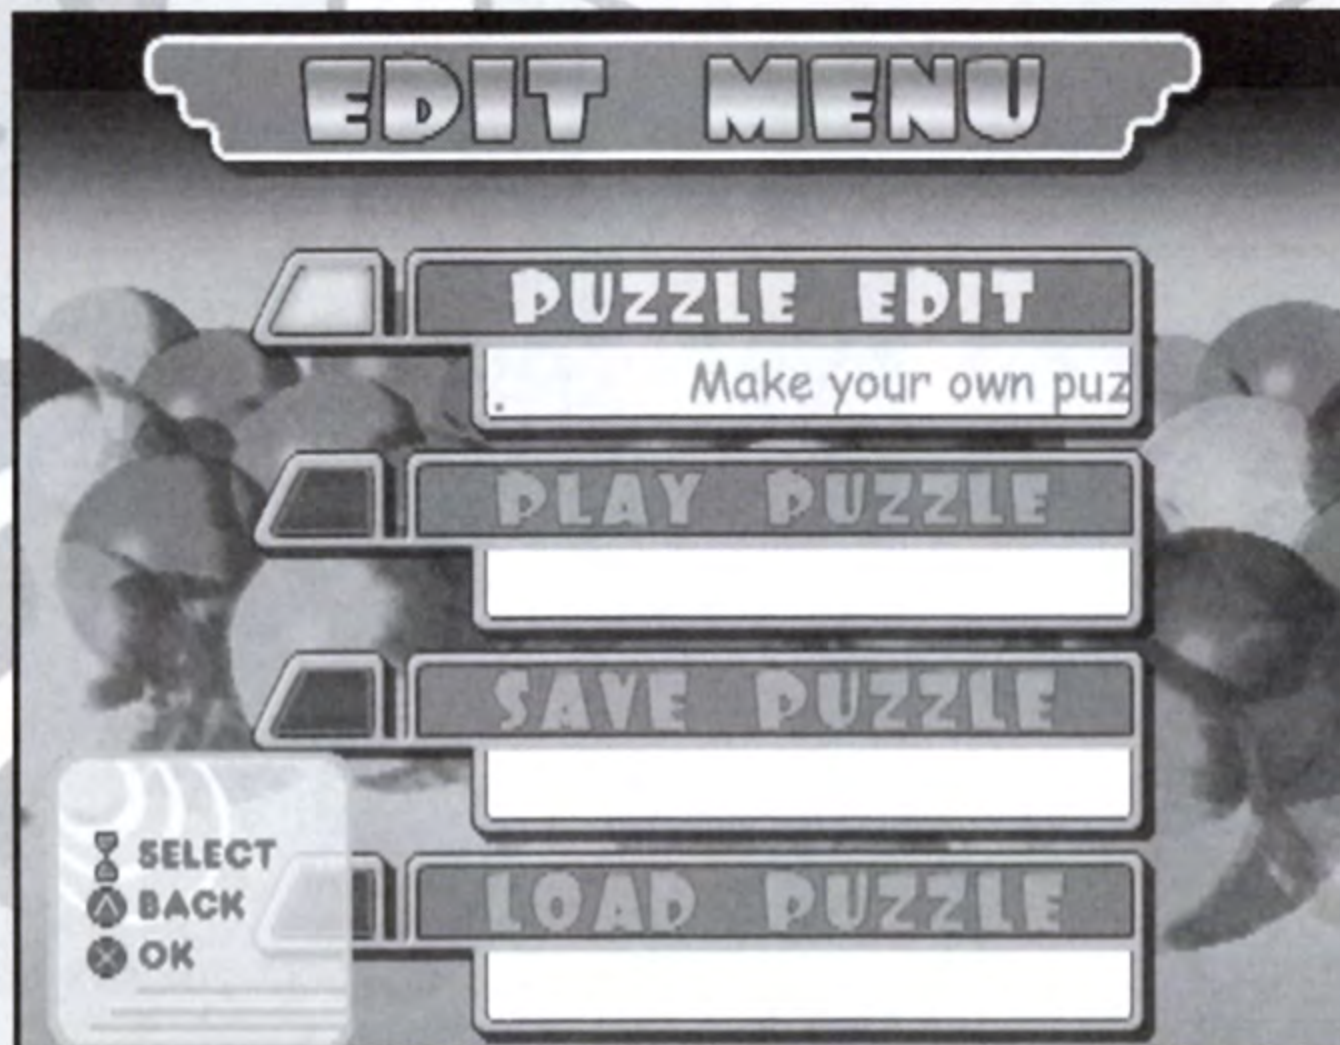 EDIT MENU
PUZZLE EDIT
. Make your own puz
PLAY PUZZLE
SAVE PUZZLE
SELECT
LOAD PUZZLE
BACK
OK